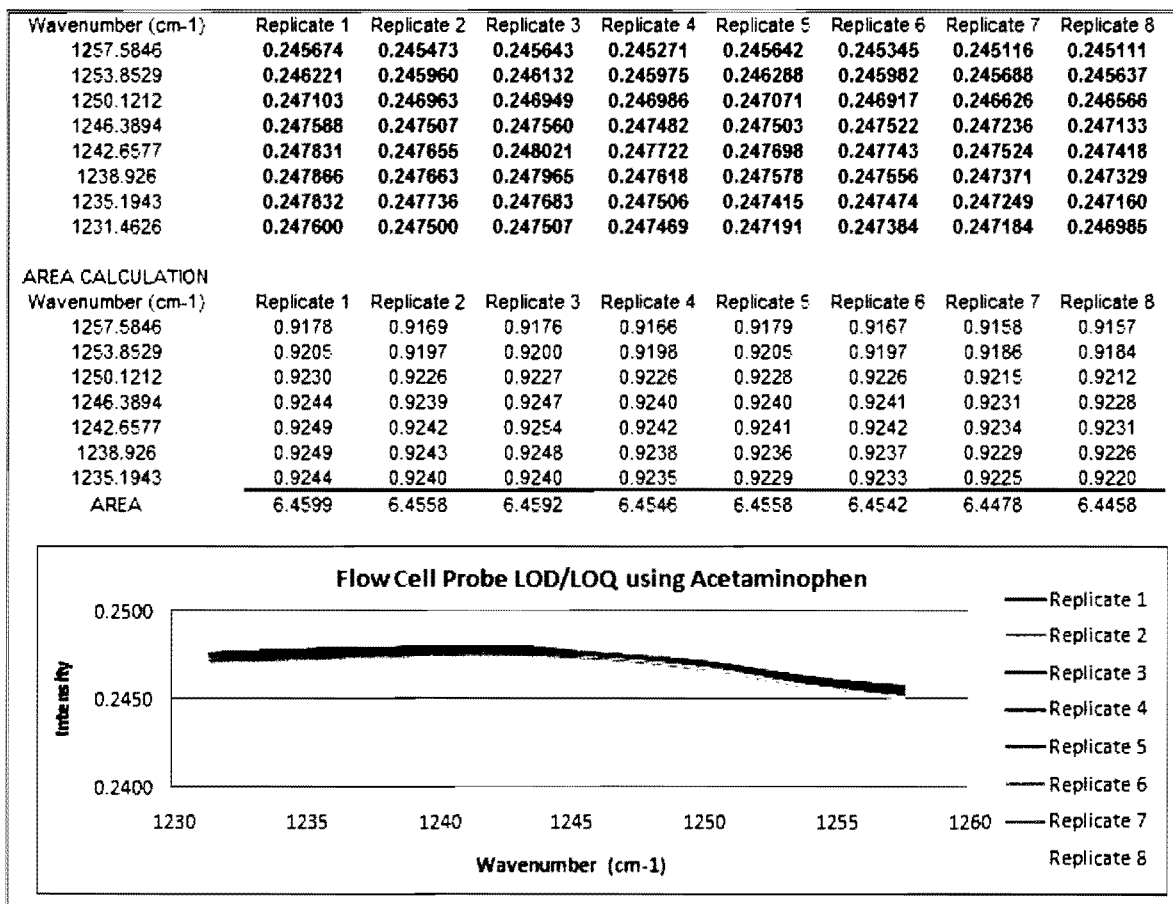 Wavenumber (cm-1) Replicate 1 Replicate 2 Replicate 3 Replicate 4 Replicate 5 Replicate 6 Replicate 7 Replicate 8
1257.5846 0.245674 0.245473 0.245643 0.245271 0.245642 0.245345 0.245116 0.245111
1253.8529 0.246221 0.245960 0.246132 0.245975 0.246288 0.245982 0.245688 0.245637
1250.1212 0.247103 0.246963 0.246949 0.246986 0.247071 0.246917 0.246626 0.246566
1246.3894 0.247588 0.247507 0.247560 0.247482 0.247503 0.247522 0.247236 0.247133
1242.6577 0.247831 0.247655 0.248021 0.247722 0.247698 0.247743 0.247524 0.247418
1238.926 0.247866 0.247663 0.247965 0.247618 0.247578 0.247556 0.247371 0.247329
1235.1943 0.247832 0.247736 0.247683 0.247506 0.247415 0.247474 0.247249 0.247160
1231.4626 0.247600 0.247500 0.247507 0.247469 0.247191 0.247384 0.247184 0.246985
AREA CALCULATION
Wavenumber (cm-1) Replicate 1 Replicate 2 Replicate 3 Replicate 4 Replicate 5 Replicate 6 Replicate 7 Replicate 8
1257.5846 0.9178 0.9169 0.9176 0.9166 0.9179 0.9167 0.9158 0.9157
1253.8529 0.9205 0.9197 0.9200 0.9198 0.9205 0.9197 0.9186 0.9184
1250.1212 0.9230 0.9226 0.9227 0.9226 0.9228 0.9226 0.9215 0.9212
1246.3894 0.9244 0.9239 0.9247 0.9240 0.9240 0.9241 0.9231 0.9228
1242.6577 0.9249 0.9242 0.9254 0.9242 0.9241 0.9242 0.9234 0.9231
1238.926 0.9249 0.9243 0.9248 0.9238 0.9236 0.9237 0.9229 0.9226
1235.1943 0.9244 0.9240 0.9240 0.9235 0.9229 0.9233 0.9225 0.9220
AREA 6.4599 6.4558 6.4592 6.4546 6.4558 6.4542 6.4478 6.4458
Flow Cell Probe LOD/LOQ using Acetaminophen
0.2500
0.2450
0.2400
Intensity
1230 1235 1240 1245 1250 1255 1260
Wavenumber (cm-1)
Replicate 1
Replicate 2
Replicate 3
Replicate 4
Replicate 5
Replicate 6
Replicate 7
Replicate 8